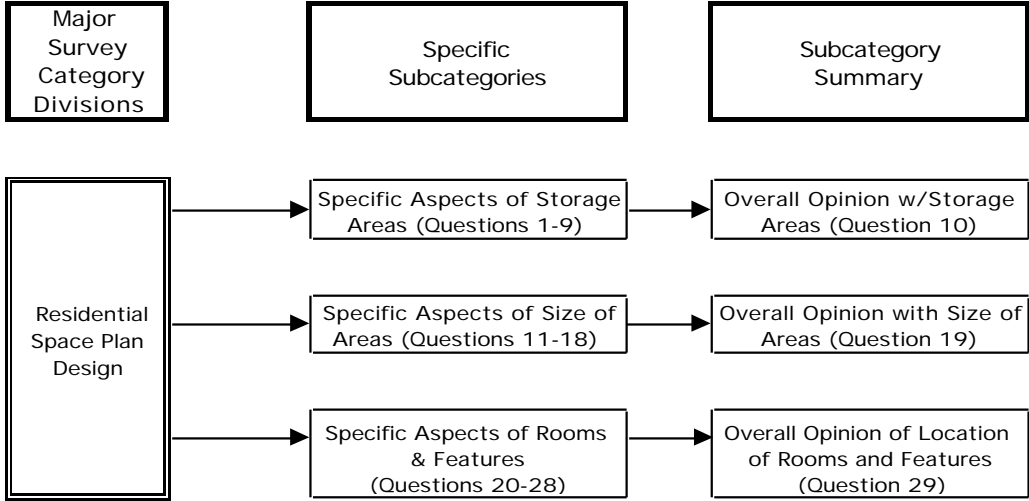 Major
Survey
Category
Divisions
Specific
Subcategories
Subcategory
Summary
Residential
Space Plan
Design
Specific Aspects of Storage
Areas (Questions 1-9)
Overall Opinion w/Storage
Areas (Question 10)
Specific Aspects of Size of
Areas (Questions 11-18)
Overall Opinion with Size of
Areas (Question 19)
Specific Aspects of Rooms
& Features
(Questions 20-28)
Overall Opinion of Location
of Rooms and Features
(Question 29)